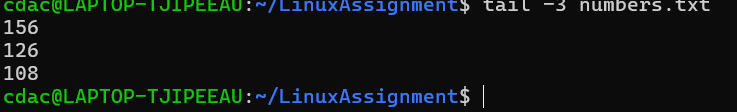 cdac@LAPTOP-TJIPEEAU:~/LinuxAssignment$ tail -3 numbers.txt
156
126
108
cdac@LAPTOP-TJIPEEAU:~/LinuxAssignment$